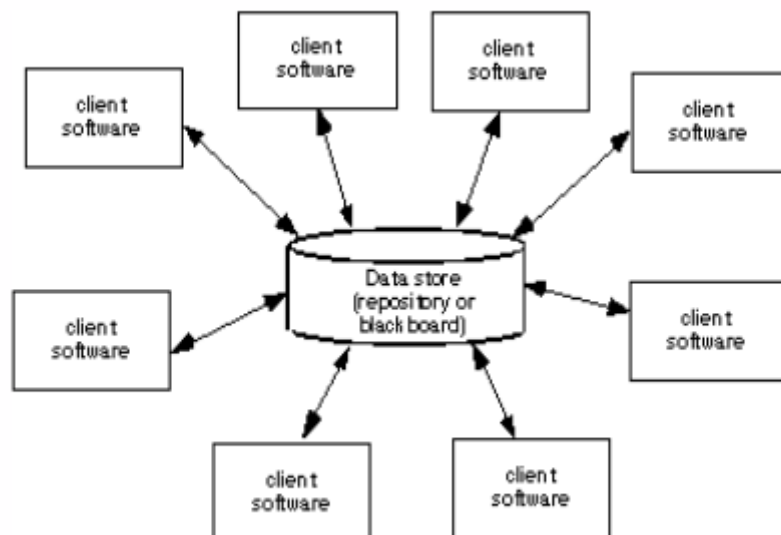 client
software
client
software
client
software
client
software
Data store
(repository or
blackboard)
client
software
client
software
client
software
client
software